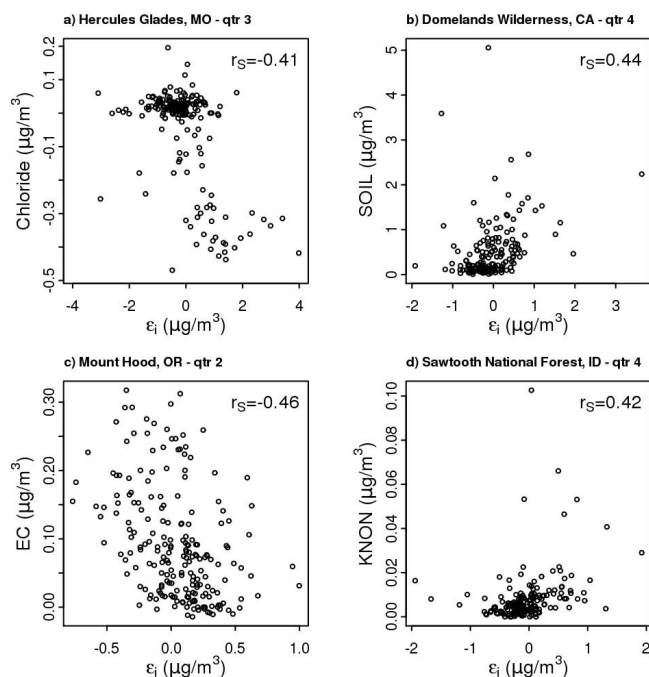 a) Hercules Glades, MO - qtr 3
rS=-0.41
Chloride (µg/m³)
0.2
-0.1
-0.3
-0.5
-4 -2 0 2 4
εi (µg/m³)
b) Domelands Wilderness, CA - qtr 4
rS=0.44
SOIL (µg/m³)
5
4
3
2
1
0
-2 -1 0 1 2 3
εi (µg/m³)
c) Mount Hood, OR - qtr 2
rS=-0.46
EC (µg/m³)
0.30
0.20
0.10
0.00
-0.5 0.0 0.5 1.0
εi (µg/m³)
d) Sawtooth National Forest, ID - qtr 4
rS=0.42
KNON (µg/m³)
0.10
0.08
0.06
0.04
0.02
0.00
-2 -1 0 1 2
εi (µg/m³)